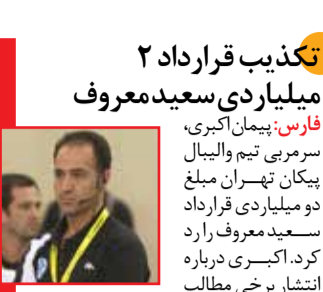 تکذیب قرارداد ۲
میلیاردی سعید معروف
فارس: پیمان اکبری،
سرمربی تیم والیبال
پیکان تهران مبلغ
دو میلیاردی قرارداد
سعید معروف را رد
کرد. اکبری درباره
انتشار برخی مطالب